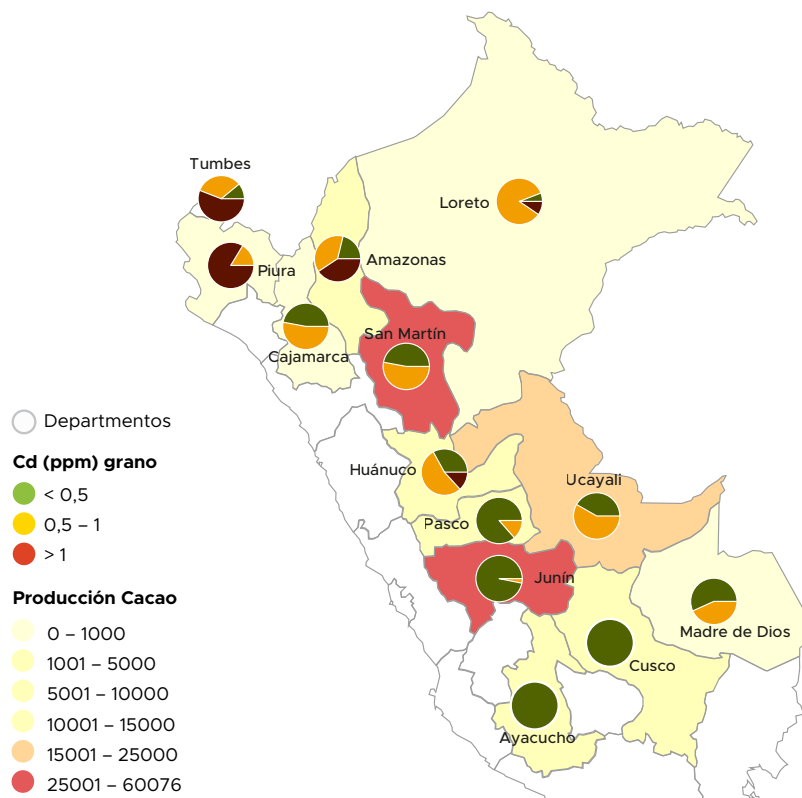 Tumbes
Loreto
Piura
Amazonas
San Martín
Cajamarca
Departmentos
Cd (ppm) grano
< 0,5
0,5 – 1
> 1
Huánuco
Ucayali
Pasco
Junín
Madre de Dios
Cusco
Ayacucho
Producción Cacao
0 – 1000
1001 – 5000
5001 – 10000
10001 – 15000
15001 – 25000
25001 – 60076